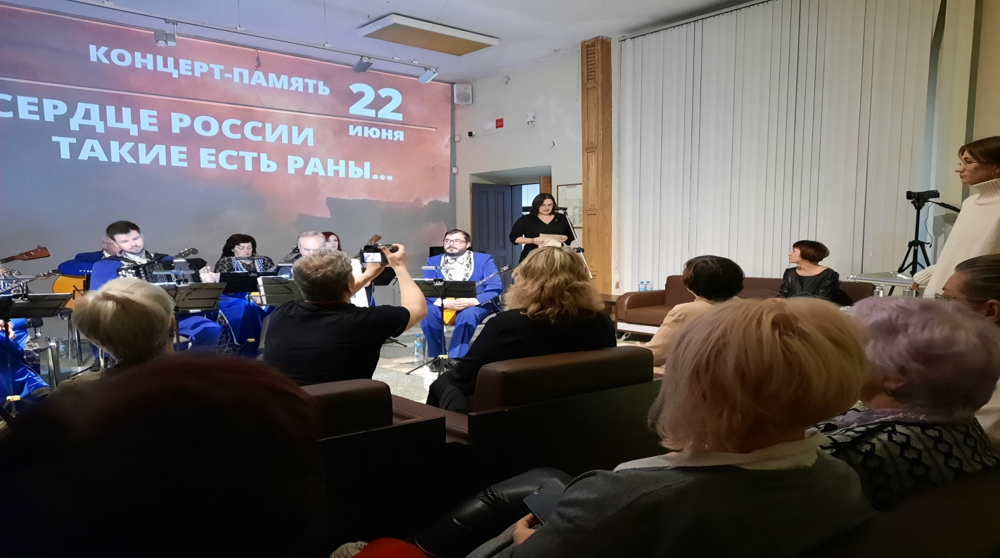 КОНЦЕРТ-ПАМЯТЬ
22
ИЮНЯ
СЕРДЦЕ РОССИИ
ТАКИЕ ЕСТЬ РАНЫ...